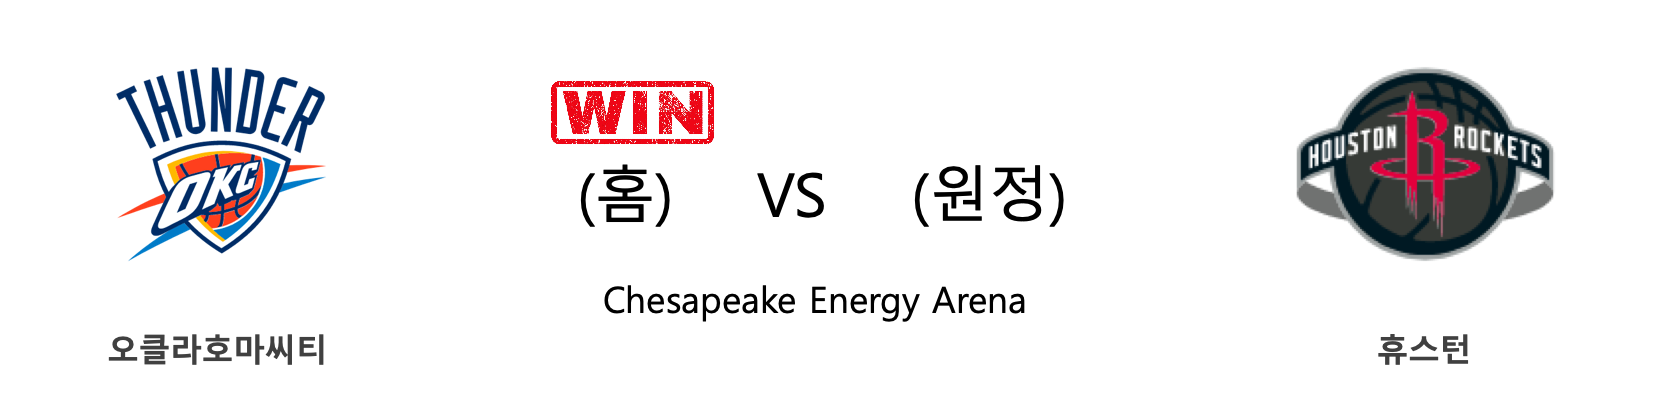 THUNDER
OKC
WIN
(홈) VS (원정)
Chesapeake Energy Arena
오클라호마씨티
HOUSTON R ROCKETS
휴스턴